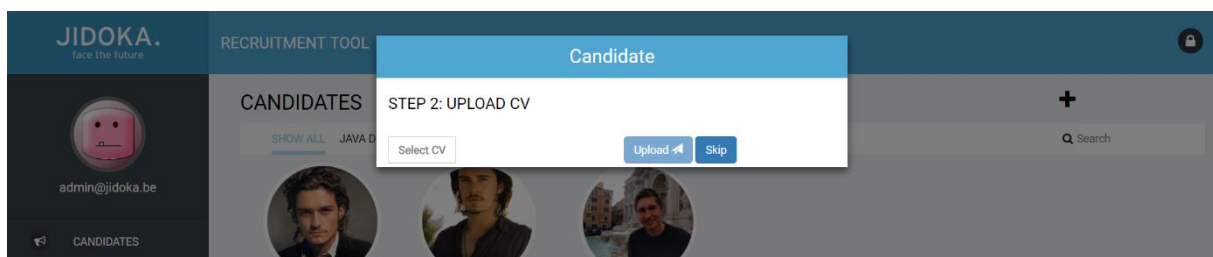 JIDOKA.
face the future
RECRUITMENT TOOL
Candidate
CANDIDATES
STEP 2: UPLOAD CV
SHOW ALL JAVA D
Select CV
Upload
Skip
Search
admin@jidoka.be
CANDIDATES